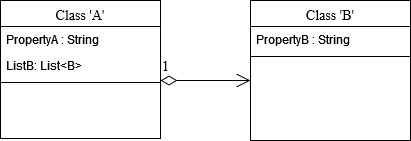 Class 'A'
PropertyA : String
ListB: List<B>
1
Class 'B'
PropertyB : String